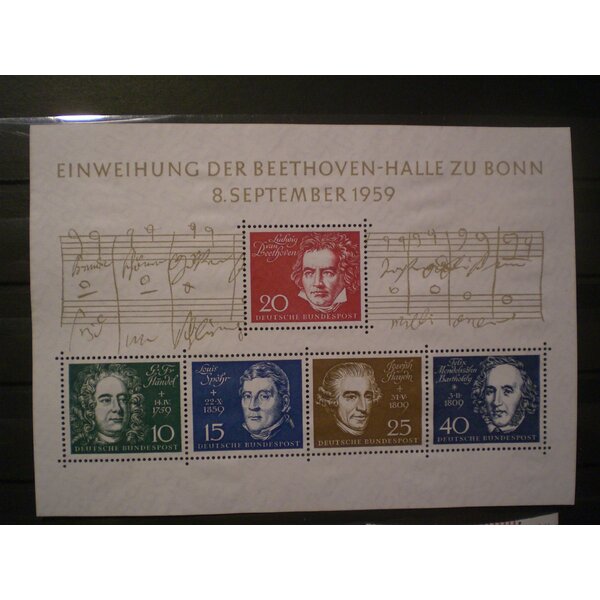 EINWEIHUNG DER BEETHOVEN-HALLE ZU BONN
8. SEPTEMBER 1959
Ludwig
van
Beethoven
20
DEUTSCHE BUNDESPOST
G. Fr.
Händel
+
14·IV
1759
10
DEUTSCHE BUNDESPOST
Louis
Spohr
+
22·X
1859
15
DEUTSCHE BUNDESPOST
Joseph
Haydn
+
31·V
1809
25
DEUTSCHE BUNDESPOST
Felix
Mendelssohn
Bartholdy
*
3·II
1809
40
DEUTSCHE BUNDESPOST